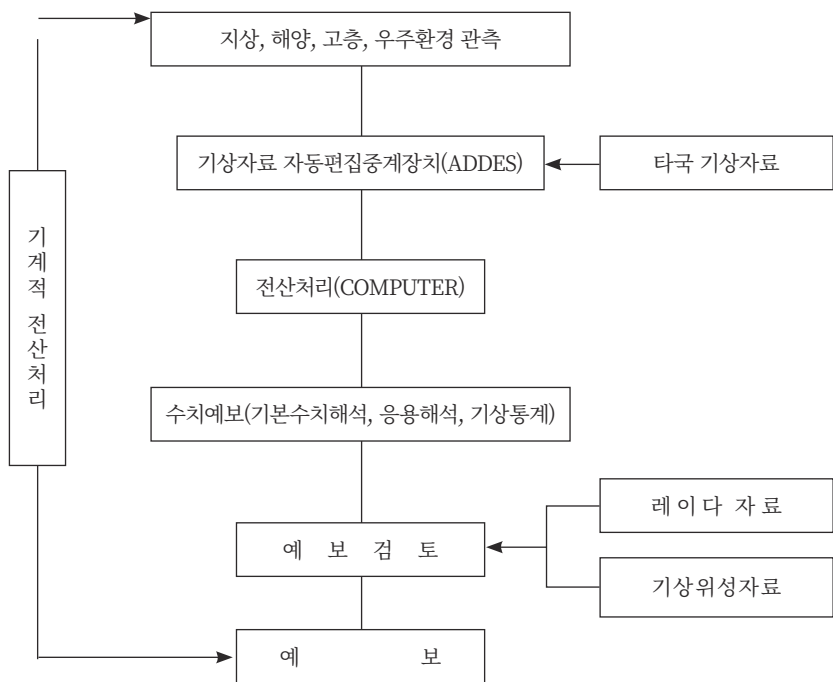 지상, 해양, 고층, 우주환경 관측
기상자료 자동편집중계장치(ADDES)
타국 기상자료
기계적 전산처리
전산처리(COMPUTER)
수치예보(기본수치해석, 응용해석, 기상통계)
레이다 자료
예보검토
기상위성자료
예보